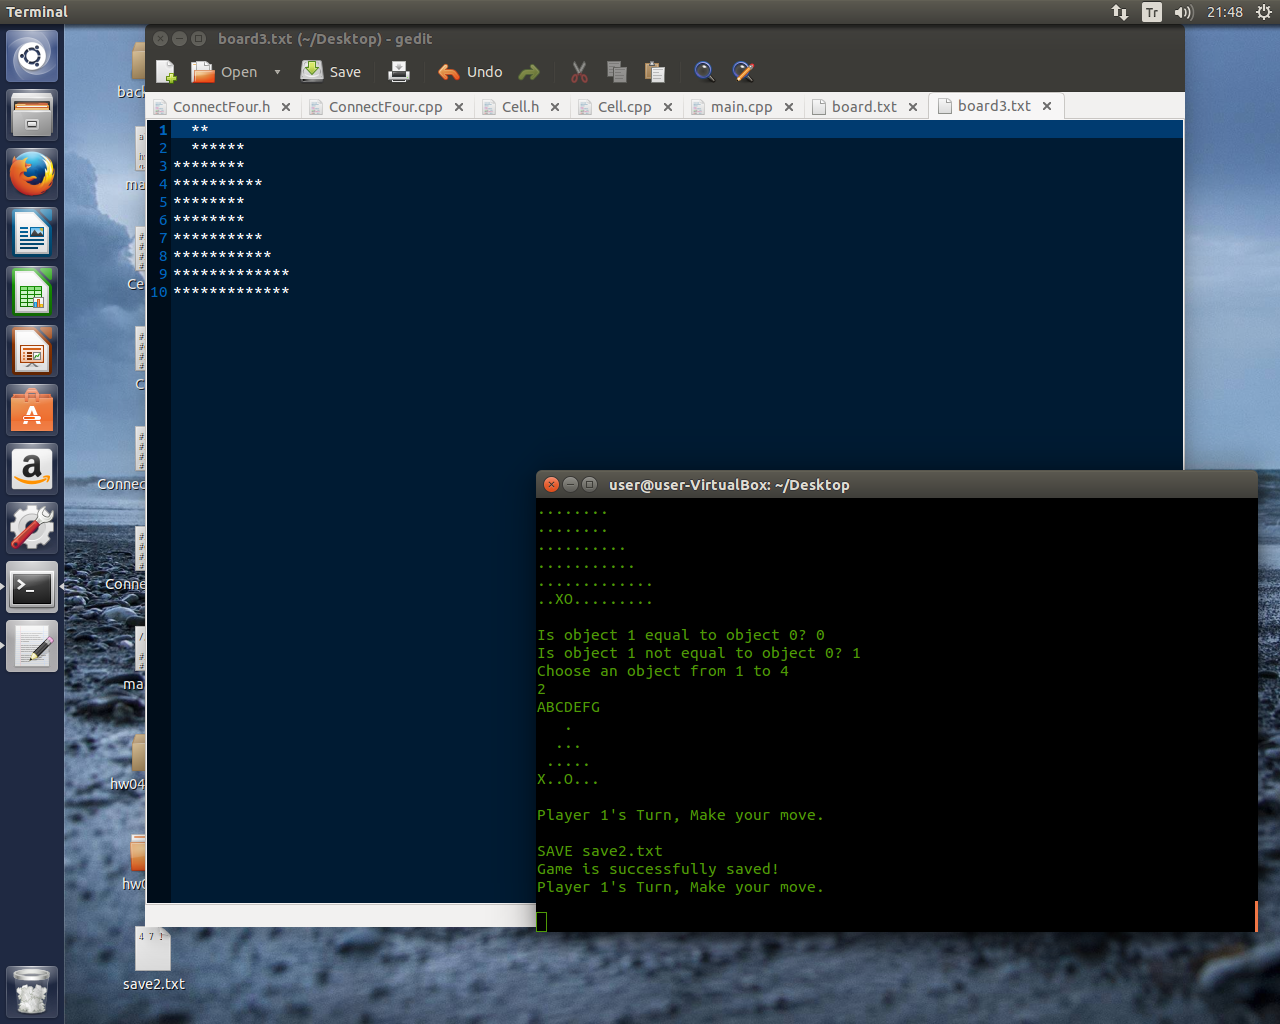 Terminal
Tr 21:48
board3.txt (~/Desktop) - gedit
Open Save Undo
ConnectFour.h ConnectFour.cpp Cell.h Cell.cpp main.cpp board.txt board3.txt
1   **
2   ******
3 ********
4 **********
5 ********
6 ********
7 **********
8 ***********
9 *************
10 *************
bac
ma
Ce
C
Connec
Conne
ma
hw04
hw
4 7 1
save2.txt
user@user-VirtualBox: ~/Desktop
........
........
..........
...........
.............
..XO.........
Is object 1 equal to object 0? 0
Is object 1 not equal to object 0? 1
Choose an object from 1 to 4
2
ABCDEFG
   .
  ...
 .....
X..O...
Player 1's Turn, Make your move.
SAVE save2.txt
Game is successfully saved!
Player 1's Turn, Make your move.